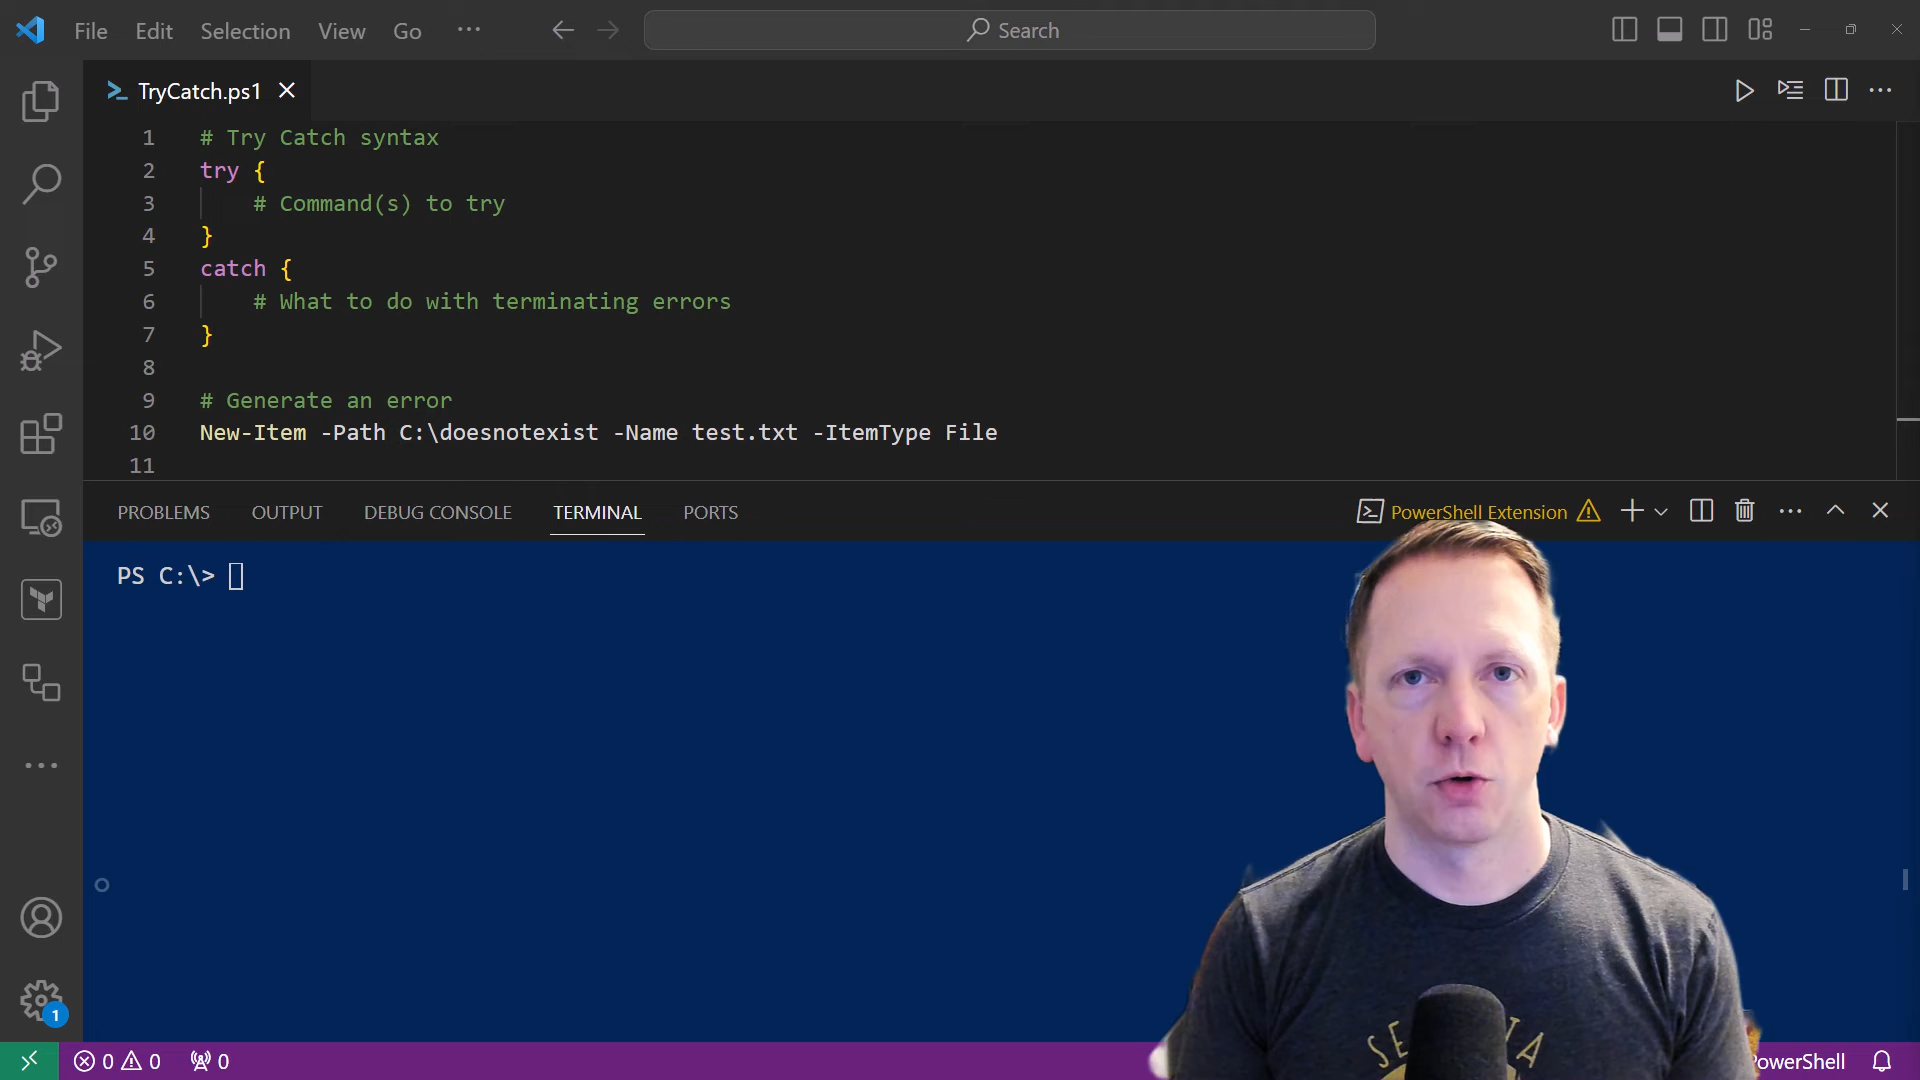 File Edit Selection View Go ··· Search
TryCatch.ps1
1 # Try Catch syntax
2 try {
3 # Command(s) to try
4 }
5 catch {
6 # What to do with terminating errors
7 }
8
9 # Generate an error
10 New-Item -Path C:\doesnotexist -Name test.txt -ItemType File
11
PROBLEMS OUTPUT DEBUG CONSOLE TERMINAL PORTS PowerShell Extension
PS C:\>
1
0 0 0 PowerShell